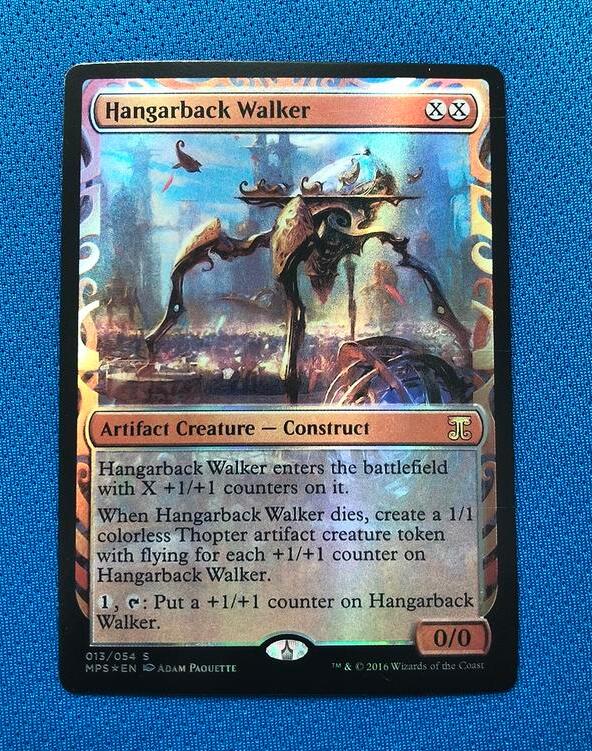 Hangarback Walker XX
Artifact Creature — Construct
Hangarback Walker enters the battlefield
with X +1/+1 counters on it.
When Hangarback Walker dies, create a 1/1
colorless Thopter artifact creature token
with flying for each +1/+1 counter on
Hangarback Walker.
1, : Put a +1/+1 counter on Hangarback
Walker.
0/0
013/054 S
MPS★EN Adam Paquette
™ & © 2016 Wizards of the Coast